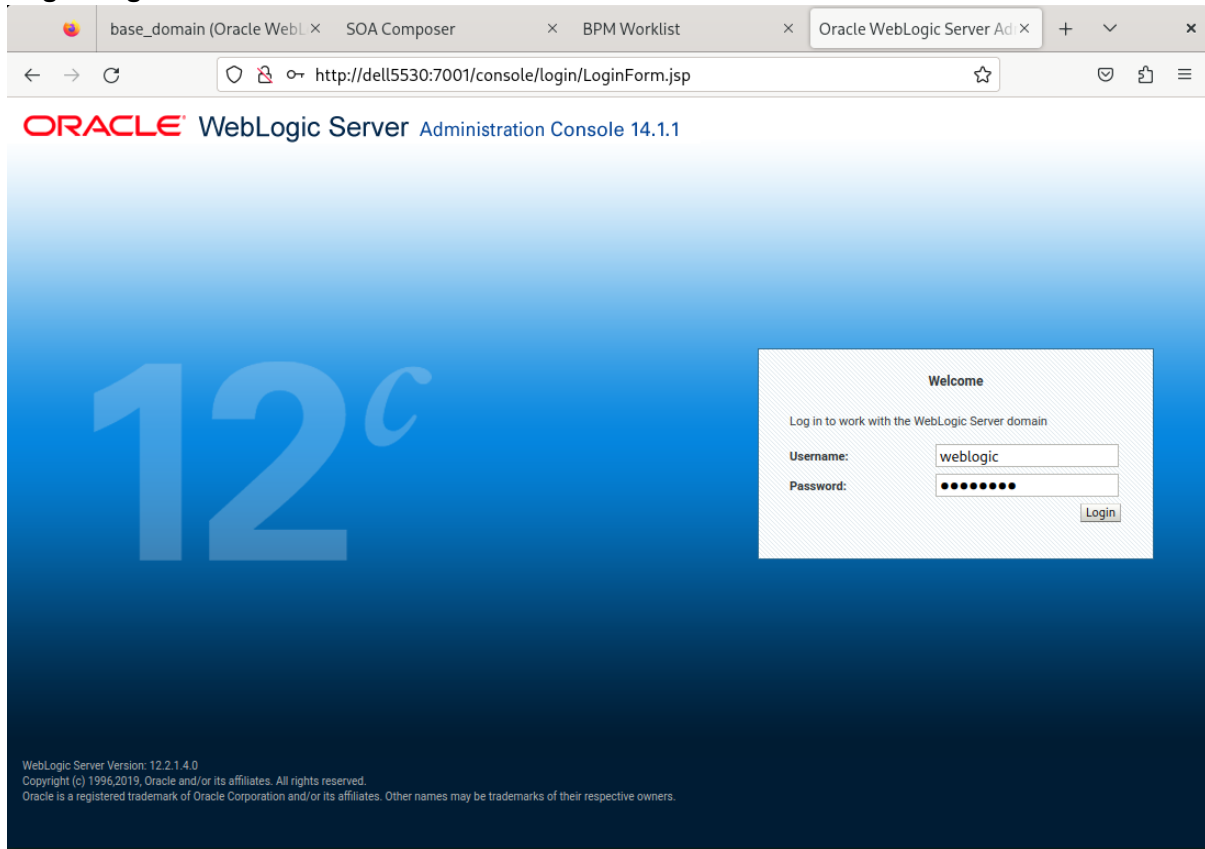 base_domain (Oracle WebL
SOA Composer
BPM Worklist
Oracle WebLogic Server Ad
http://dell5530:7001/console/login/LoginForm.jsp
ORACLE WebLogic Server Administration Console 14.1.1
12c
Welcome
Log in to work with the WebLogic Server domain
Username: weblogic
Password: ●●●●●●●●
Login
WebLogic Server Version: 12.2.1.4.0
Copyright (c) 1996,2019, Oracle and/or its affiliates. All rights reserved.
Oracle is a registered trademark of Oracle Corporation and/or its affiliates. Other names may be trademarks of their respective owners.